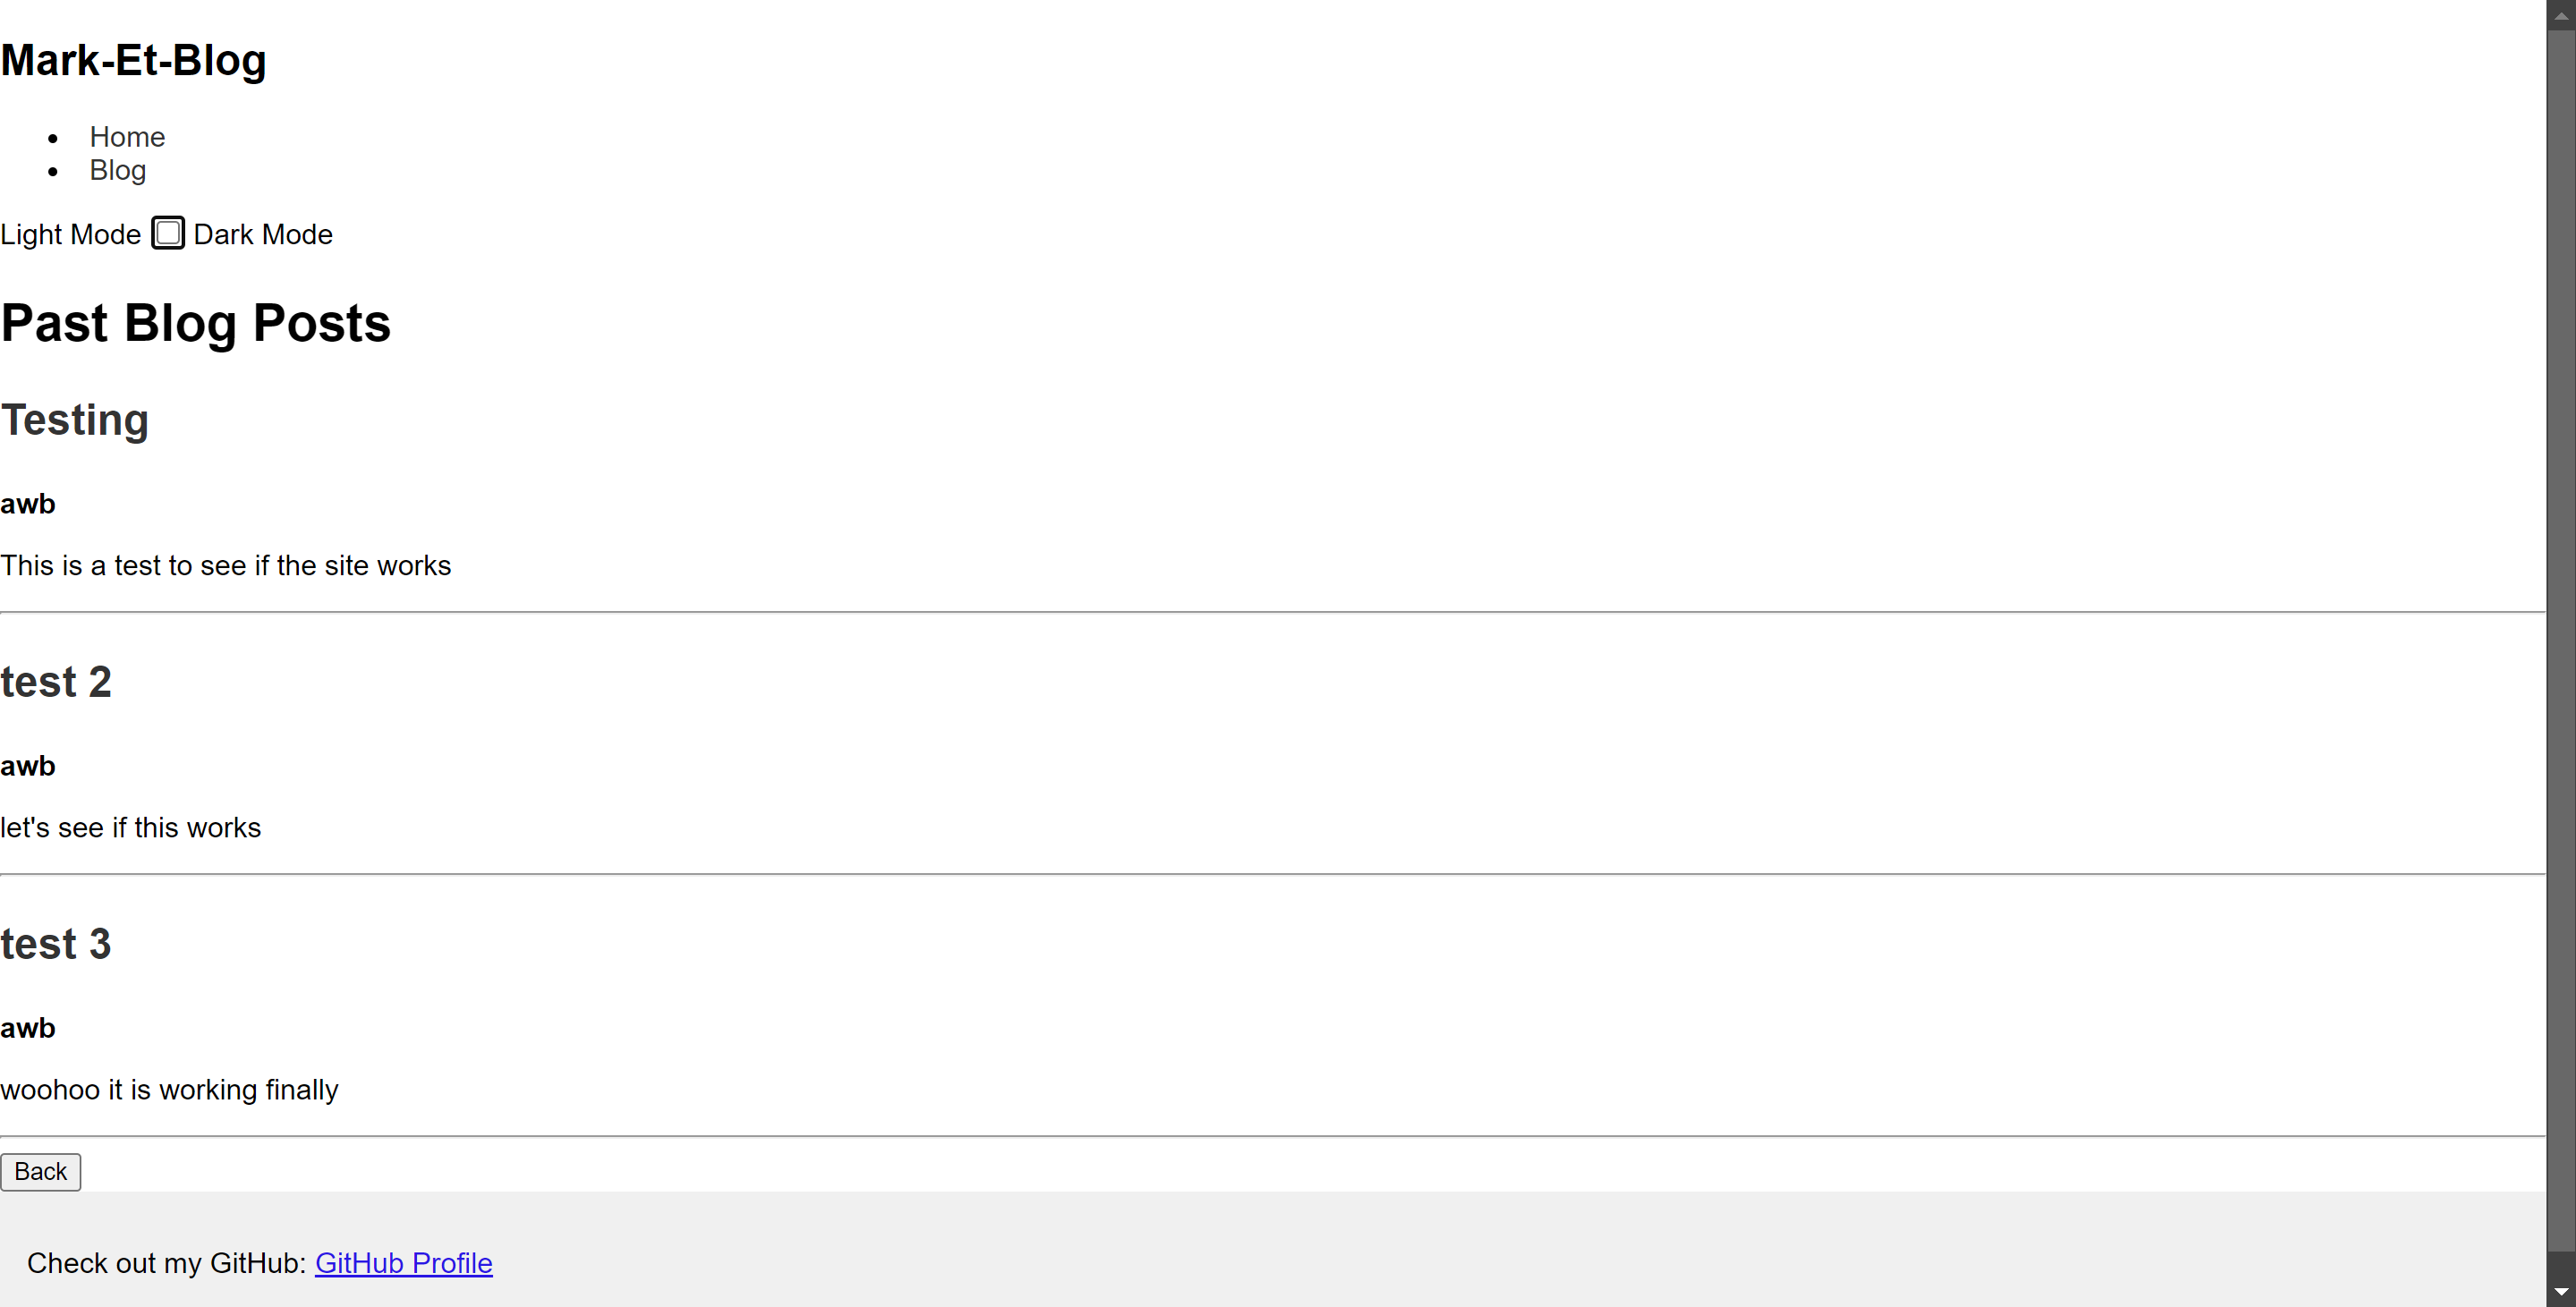 Mark-Et-Blog
Home
Blog
Light Mode Dark Mode
Past Blog Posts
Testing
awb
This is a test to see if the site works
test 2
awb
let's see if this works
test 3
awb
woohoo it is working finally
Back
Check out my GitHub: GitHub Profile